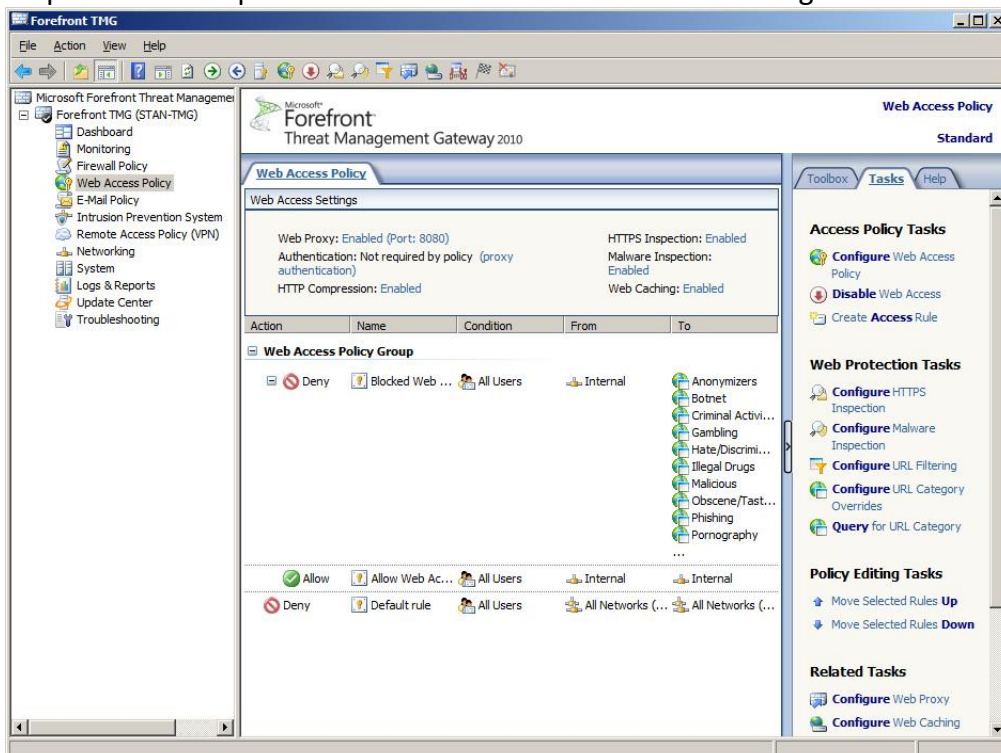 Forefront TMG
File Action View Help
Microsoft Forefront Threat Manageme
Forefront TMG (STAN-TMG)
Dashboard
Monitoring
Firewall Policy
Web Access Policy
E-Mail Policy
Intrusion Prevention System
Remote Access Policy (VPN)
Networking
System
Logs & Reports
Update Center
Troubleshooting
Microsoft
Forefront
Threat Management Gateway 2010
Web Access Policy
Standard
Web Access Policy
Web Access Settings
Web Proxy: Enabled (Port: 8080)
Authentication: Not required by policy (proxy
authentication)
HTTP Compression: Enabled
HTTPS Inspection: Enabled
Malware Inspection:
Enabled
Web Caching: Enabled
Action Name Condition From To
Web Access Policy Group
Deny Blocked Web ... All Users Internal Anonymizers
Botnet
Criminal Activi...
Gambling
Hate/Discrimi...
Illegal Drugs
Malicious
Obscene/Tast...
Phishing
Pornography
...
Allow Allow Web Ac... All Users Internal Internal
Deny Default rule All Users All Networks (... All Networks (...
Toolbox Tasks Help
Access Policy Tasks
Configure Web Access
Policy
Disable Web Access
Create Access Rule
Web Protection Tasks
Configure HTTPS
Inspection
Configure Malware
Inspection
Configure URL Filtering
Configure URL Category
Overrides
Query for URL Category
Policy Editing Tasks
Move Selected Rules Up
Move Selected Rules Down
Related Tasks
Configure Web Proxy
Configure Web Caching